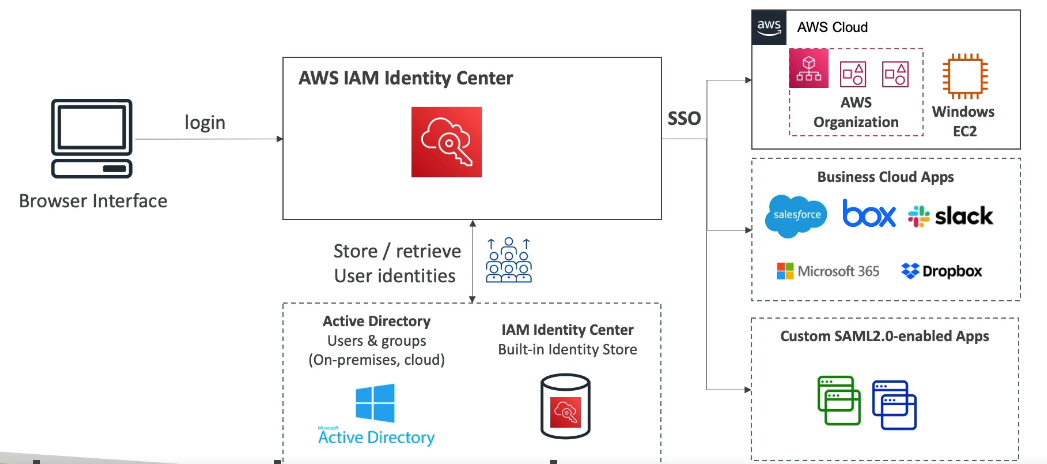 AWS IAM Identity Center
login
Browser Interface
SSO
Store / retrieve
User identities
Active Directory
Users & groups
(On-premises, cloud)
Microsoft
Active Directory
IAM Identity Center
Built-in Identity Store
aws
AWS Cloud
AWS
Organization
Windows
EC2
Business Cloud Apps
salesforce
box
slack
Microsoft 365
Dropbox
Custom SAML2.0-enabled Apps